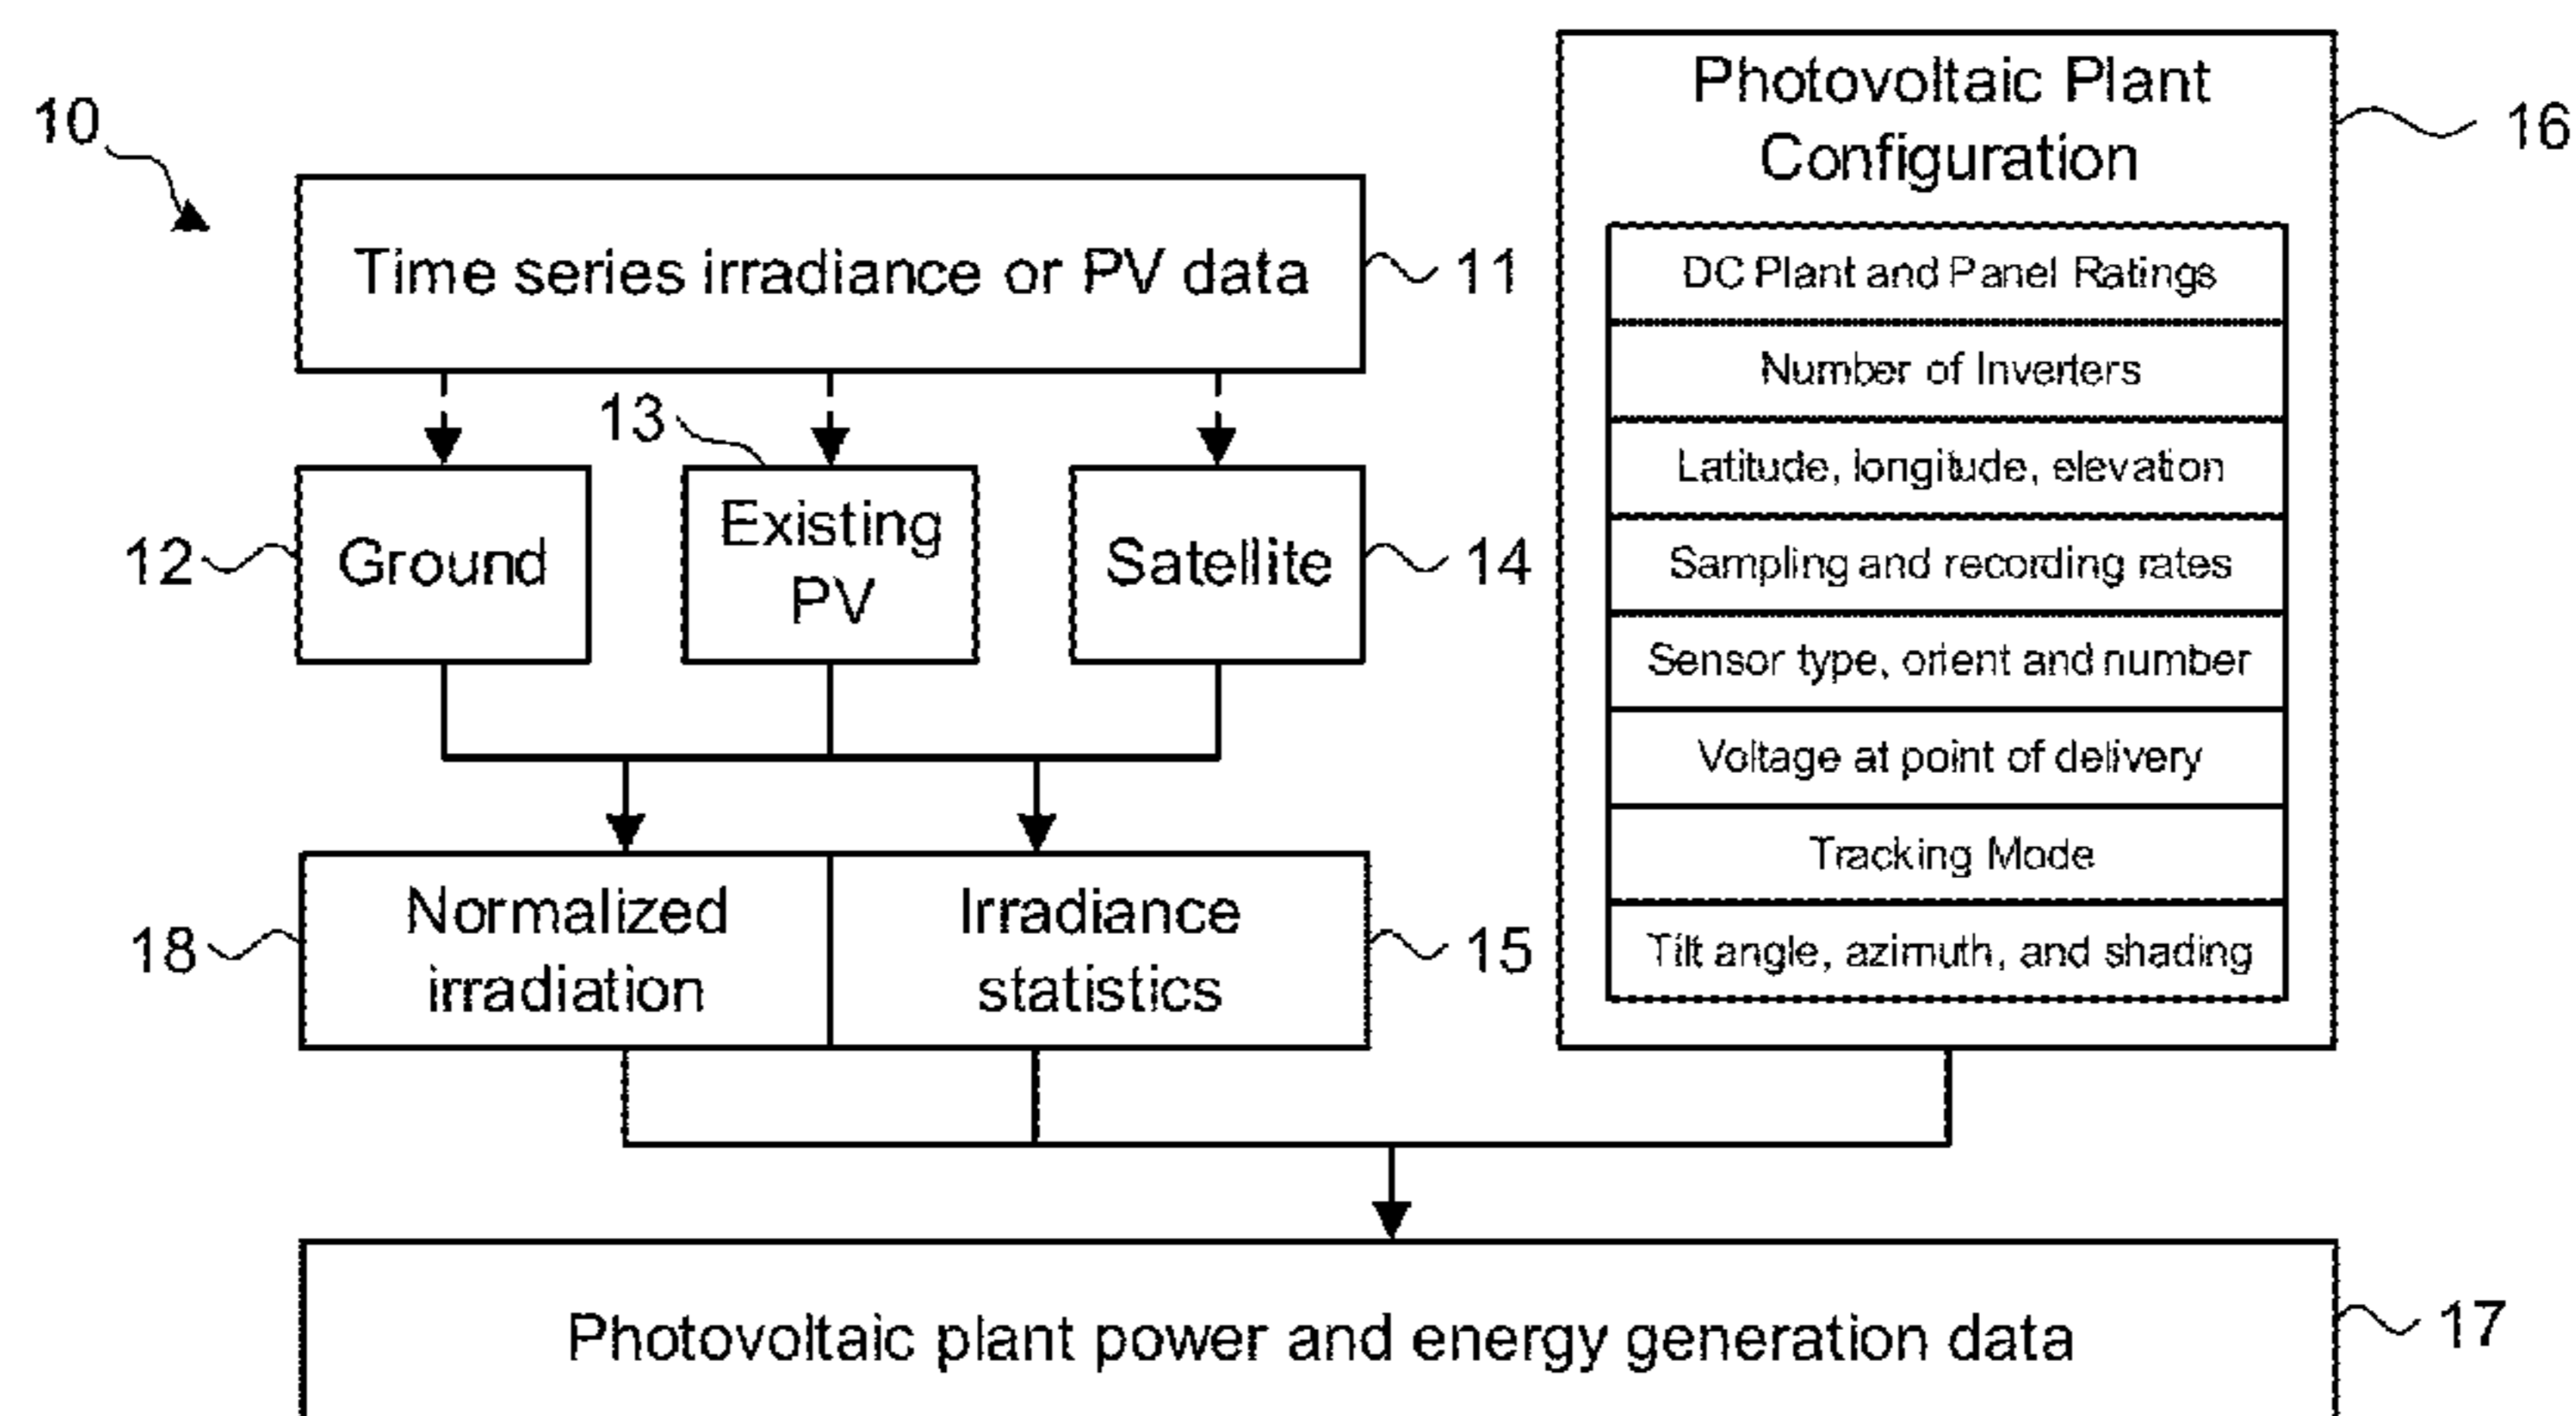 10
Time series irradiance or PV data
11
12
Ground
13
Existing
PV
Satellite
14
18
Normalized
irradiation
Irradiance
statistics
15
Photovoltaic Plant
Configuration
16
DC Plant and Panel Ratings
Number of Inverters
Latitude, longitude, elevation
Sampling and recording rates
Sensor type, orient and number
Voltage at point of delivery
Tracking Mode
Tilt angle, azimuth, and shading
Photovoltaic plant power and energy generation data
17